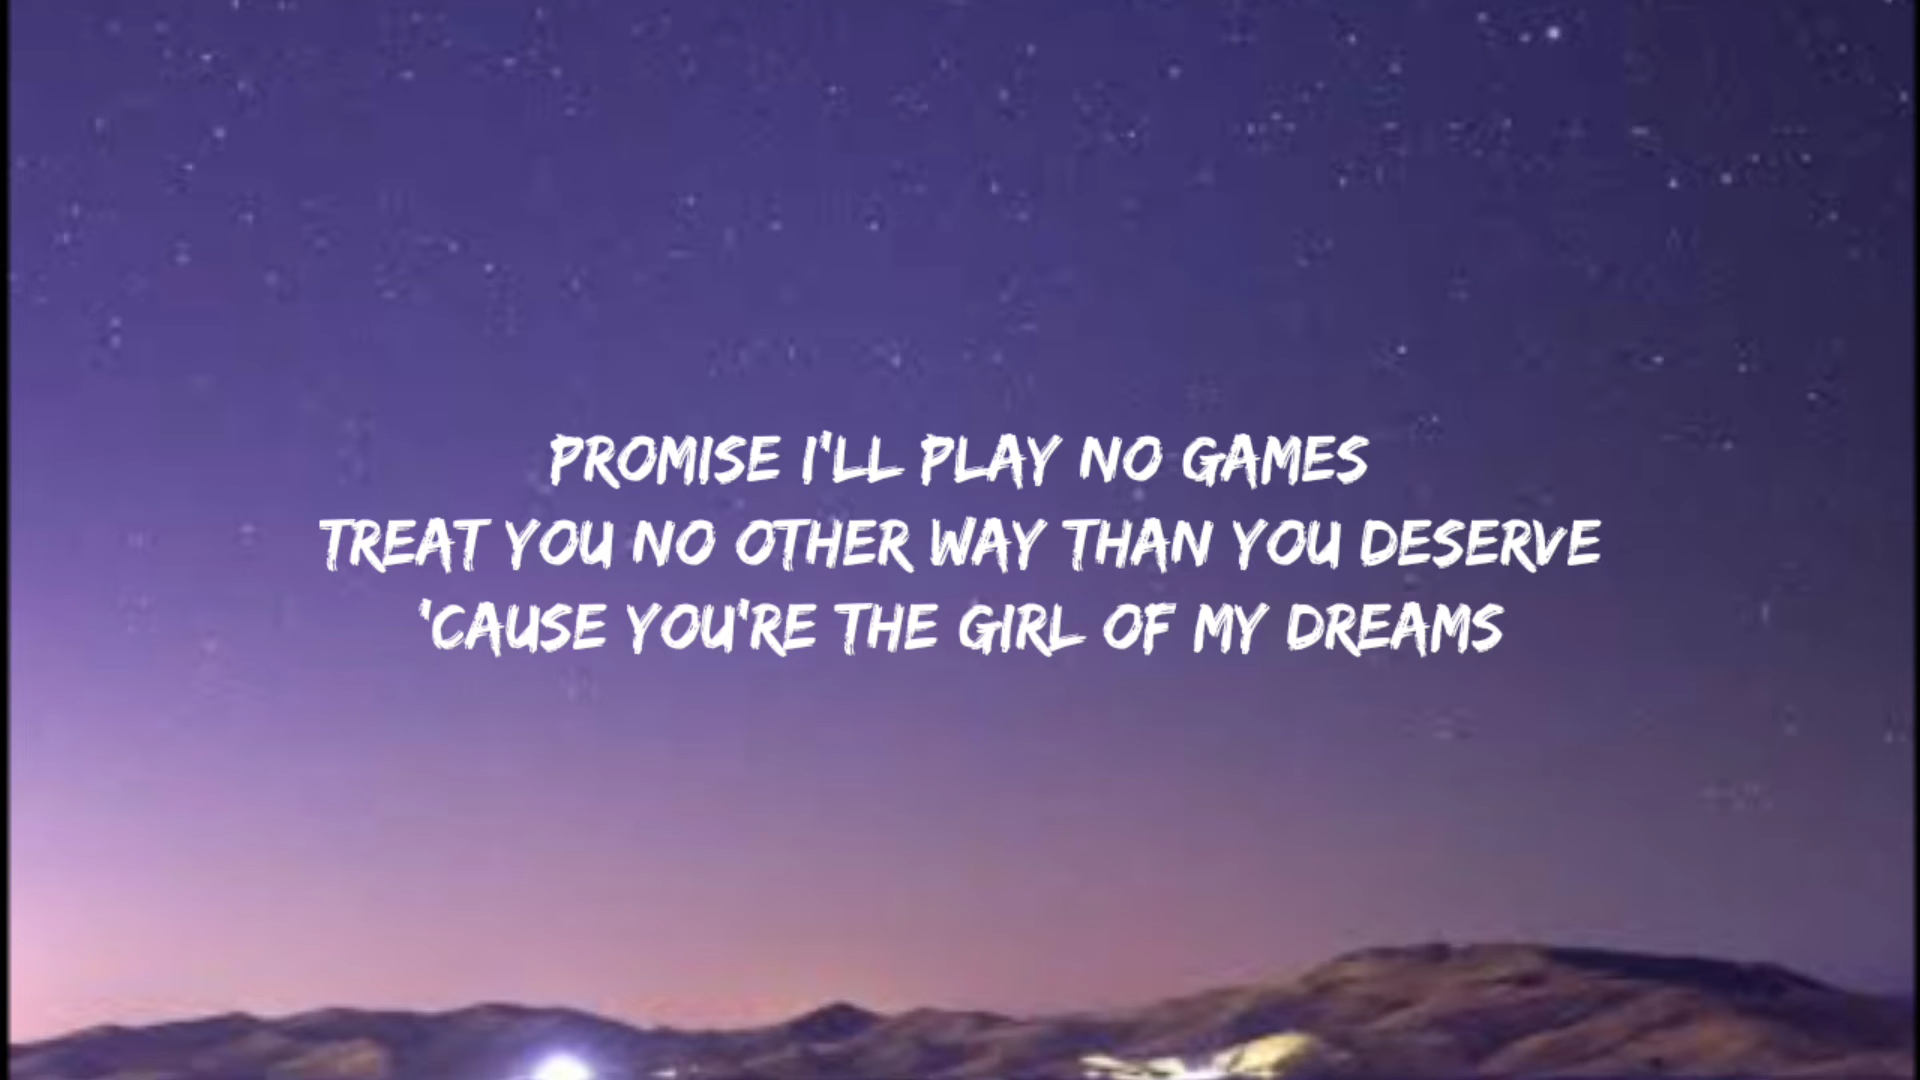 PROMISE I'LL PLAY NO GAMES
TREAT YOU NO OTHER WAY THAN YOU DESERVE
'CAUSE YOU'RE THE GIRL OF MY DREAMS